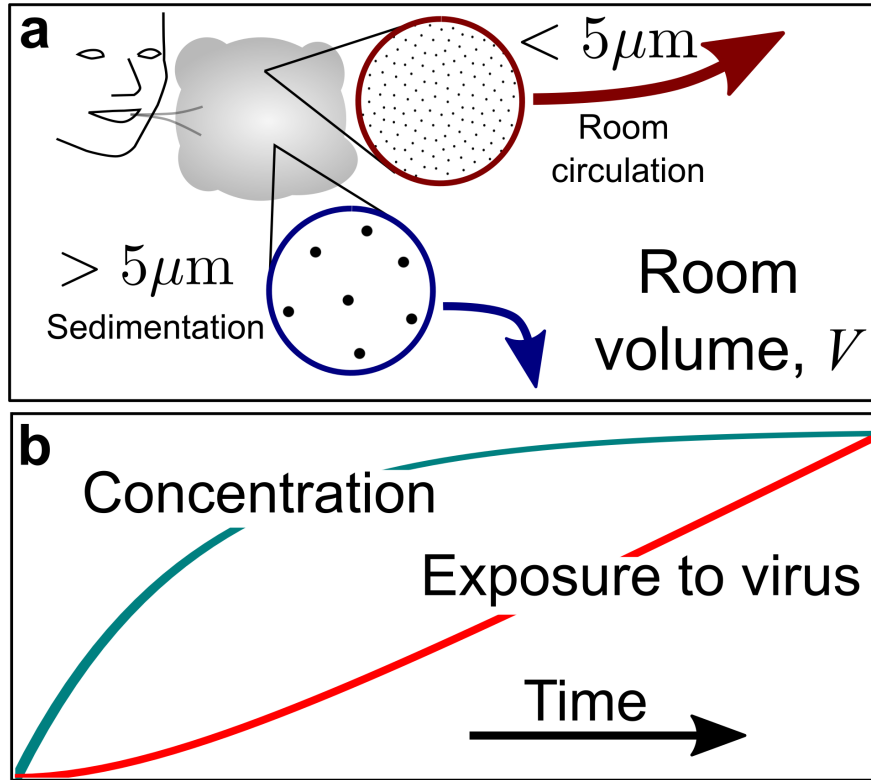 a
< 5μm
Room
circulation
> 5μm
Sedimentation
Room
volume, V
b
Concentration
Exposure to virus
Time